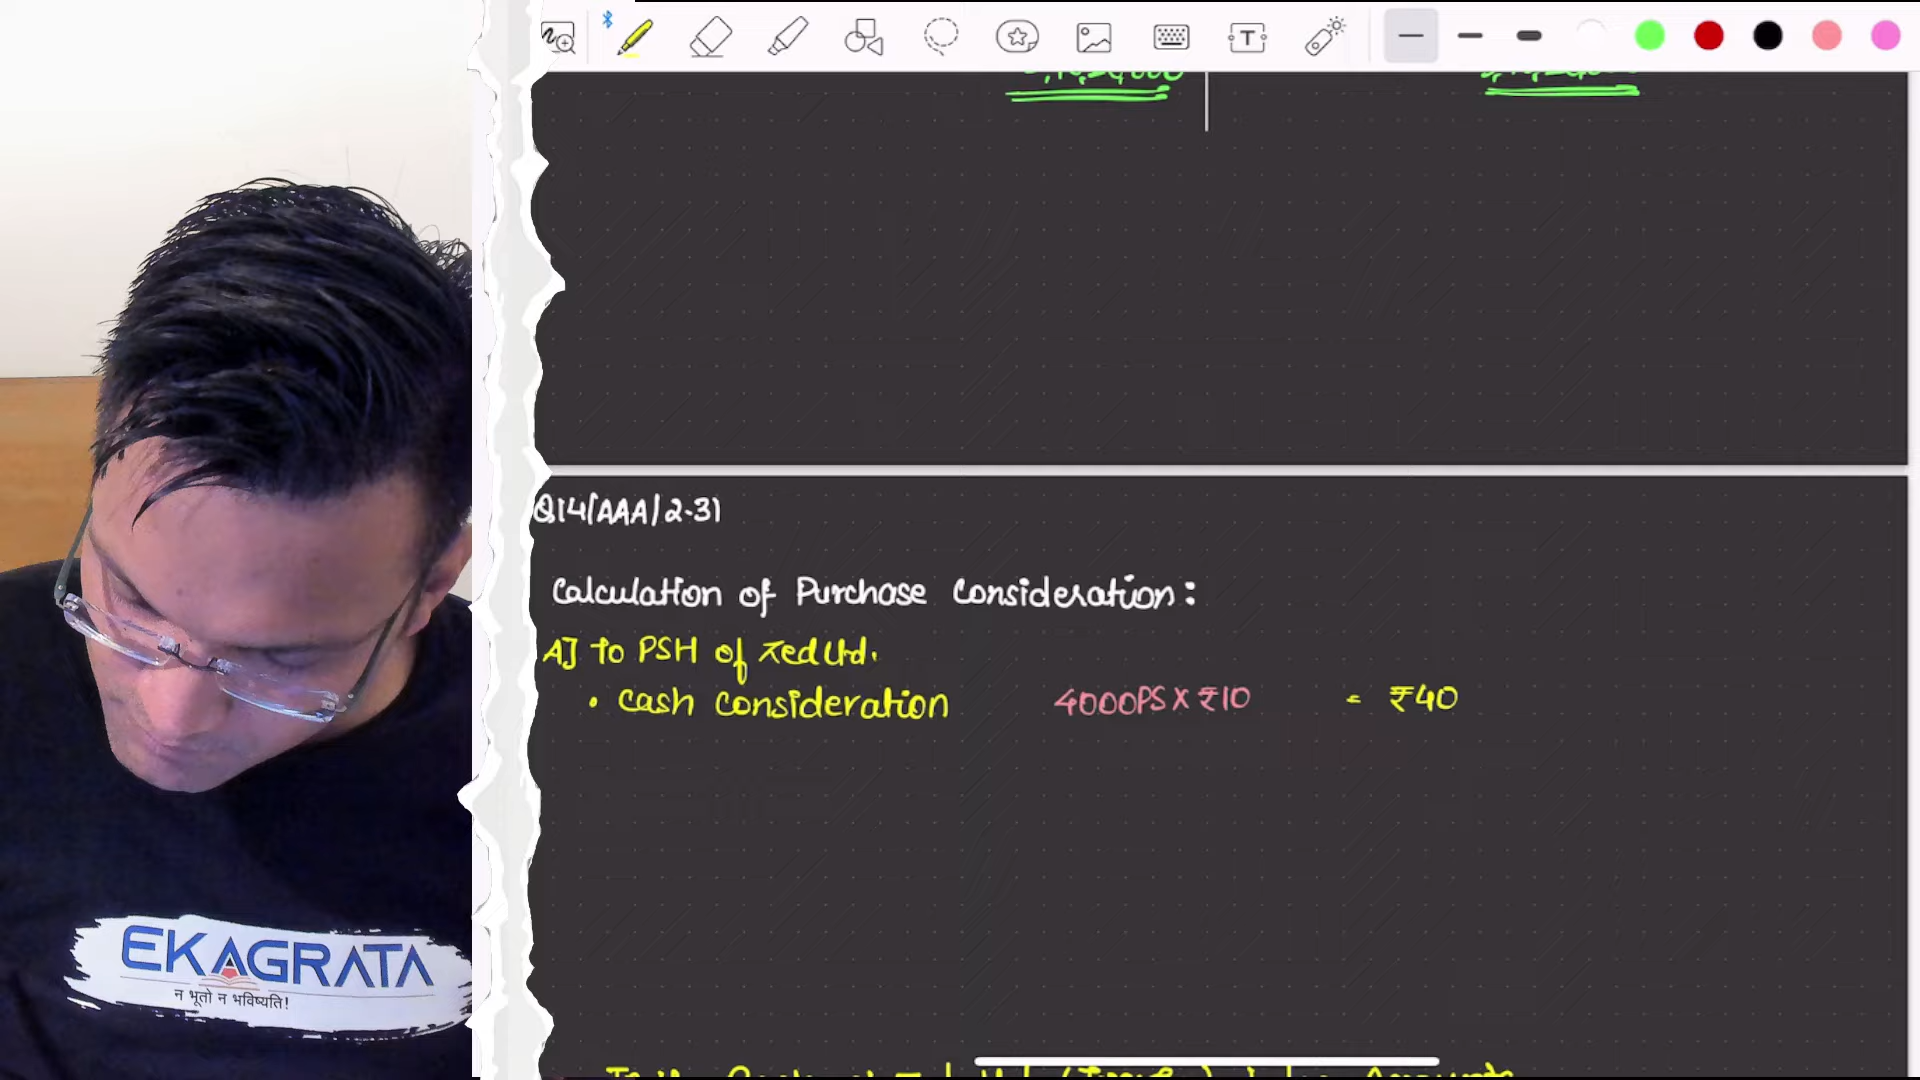 Q14(AAA/2.31
Calculation of Purchase Consideration:
A] to PSH of Zed Ltd.
• Cash consideration 4000PS X ₹10 = ₹40
EKAGRATA
न भूतो न भविष्यति!